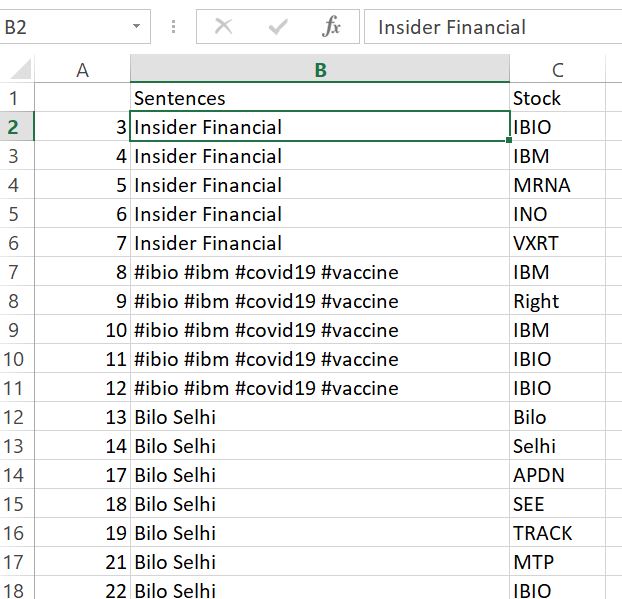 B2 fx Insider Financial
A B C
1 Sentences Stock
2 3 Insider Financial IBIO
3 4 Insider Financial IBM
4 5 Insider Financial MRNA
5 6 Insider Financial INO
6 7 Insider Financial VXRT
7 8 #ibio #ibm #covid19 #vaccine IBM
8 9 #ibio #ibm #covid19 #vaccine Right
9 10 #ibio #ibm #covid19 #vaccine IBM
10 11 #ibio #ibm #covid19 #vaccine IBIO
11 12 #ibio #ibm #covid19 #vaccine IBIO
12 13 Bilo Selhi Bilo
13 14 Bilo Selhi Selhi
14 17 Bilo Selhi APDN
15 18 Bilo Selhi SEE
16 19 Bilo Selhi TRACK
17 21 Bilo Selhi MTP
18 22 Bilo Selhi IBIO